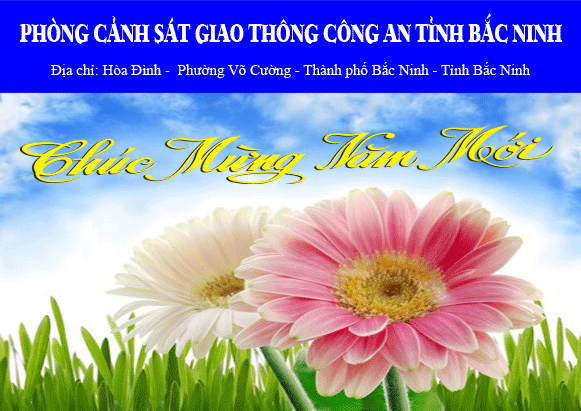 PHÒNG CẢNH SÁT GIAO THÔNG CÔNG AN TỈNH BẮC NINH
Địa chỉ: Hòa Đình - Phường Võ Cường - Thành phố Bắc Ninh - Tỉnh Bắc Ninh
Chúc Mừng Năm Mới